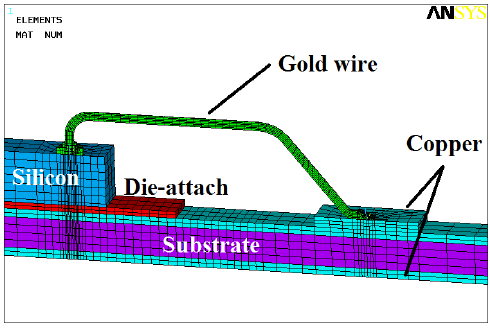 1
ELEMENTS
MAT NUM
ANSYS
Gold wire
Copper
Silicon
Die-attach
Substrate